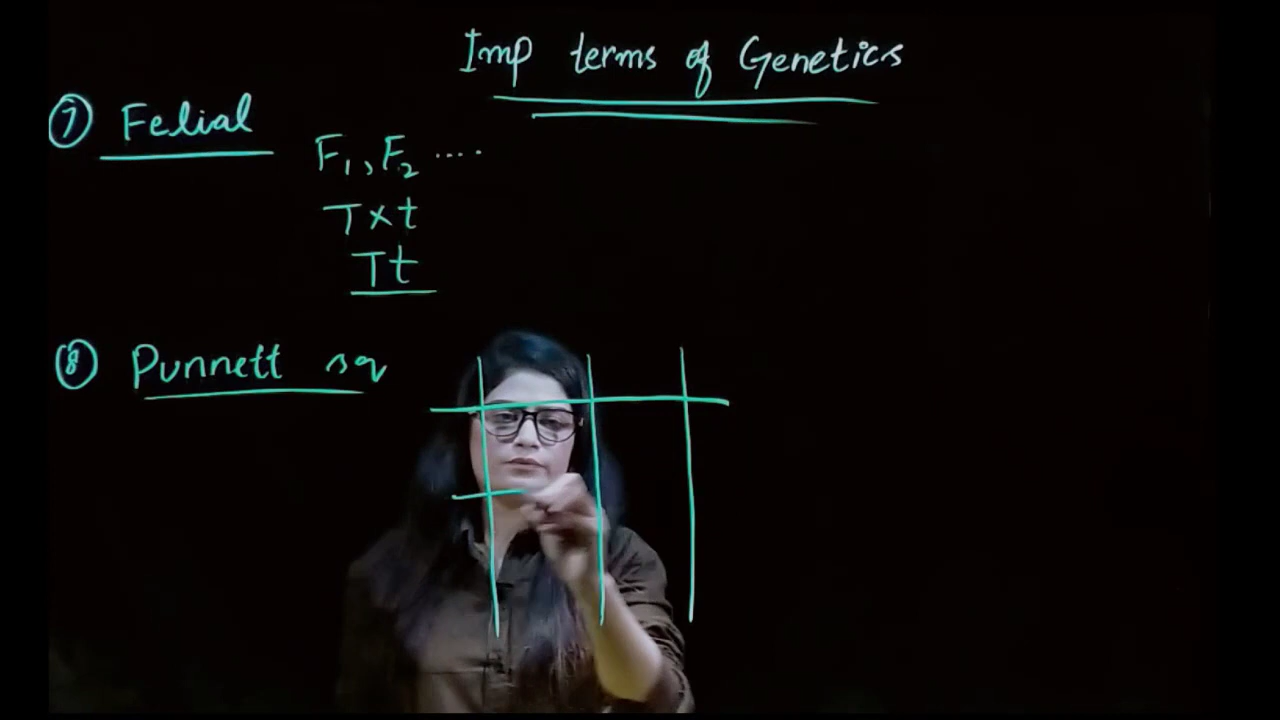 Imp terms of Genetics
7 Felial
F1, F2 ....
T x t
Tt
8 Punnett sq